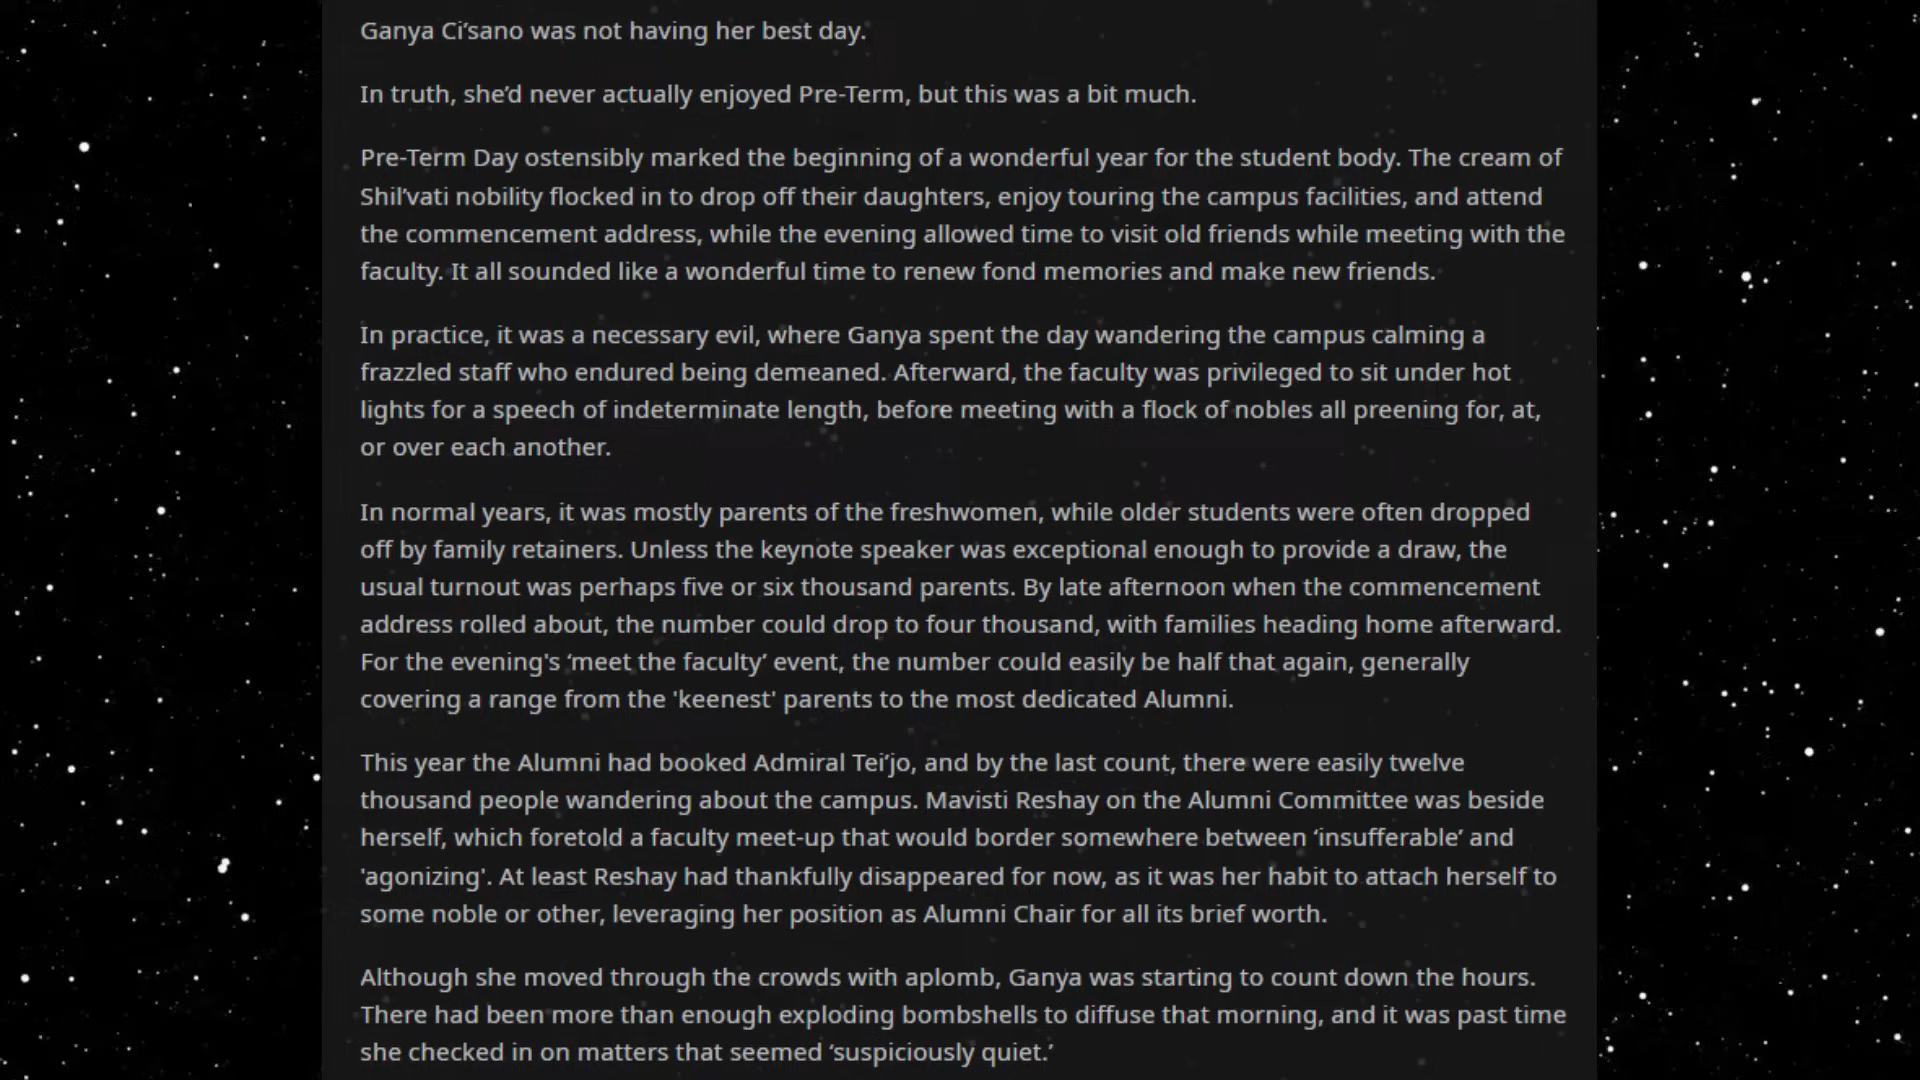 Ganya Ci’sano was not having her best day.
In truth, she’d never actually enjoyed Pre-Term, but this was a bit much.
Pre-Term Day ostensibly marked the beginning of a wonderful year for the student body. The cream of
Shil’vati nobility flocked in to drop off their daughters, enjoy touring the campus facilities, and attend
the commencement address, while the evening allowed time to visit old friends while meeting with the
faculty. It all sounded like a wonderful time to renew fond memories and make new friends.
In practice, it was a necessary evil, where Ganya spent the day wandering the campus calming a
frazzled staff who endured being demeaned. Afterward, the faculty was privileged to sit under hot
lights for a speech of indeterminate length, before meeting with a flock of nobles all preening for, at,
or over each another.
In normal years, it was mostly parents of the freshwomen, while older students were often dropped
off by family retainers. Unless the keynote speaker was exceptional enough to provide a draw, the
usual turnout was perhaps five or six thousand parents. By late afternoon when the commencement
address rolled about, the number could drop to four thousand, with families heading home afterward.
For the evening's ‘meet the faculty’ event, the number could easily be half that again, generally
covering a range from the 'keenest' parents to the most dedicated Alumni.
This year the Alumni had booked Admiral Tei’jo, and by the last count, there were easily twelve
thousand people wandering about the campus. Mavisti Reshay on the Alumni Committee was beside
herself, which foretold a faculty meet-up that would border somewhere between ‘insufferable’ and
'agonizing'. At least Reshay had thankfully disappeared for now, as it was her habit to attach herself to
some noble or other, leveraging her position as Alumni Chair for all its brief worth.
Although she moved through the crowds with aplomb, Ganya was starting to count down the hours.
There had been more than enough exploding bombshells to diffuse that morning, and it was past time
she checked in on matters that seemed ‘suspiciously quiet.’